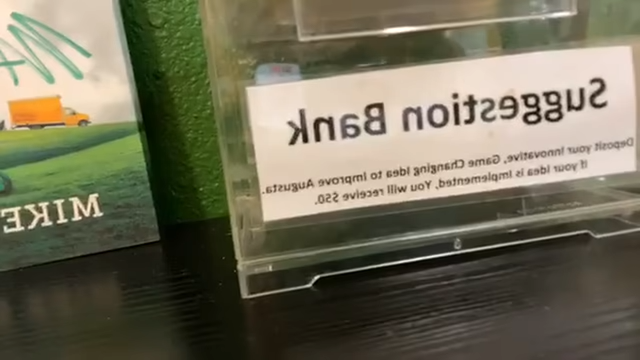 Suggestion Bank
Deposit your Innovative, Game Changing Idea to Improve Augusta.
If your Idea is Implemented, You will receive $50.
MIKE